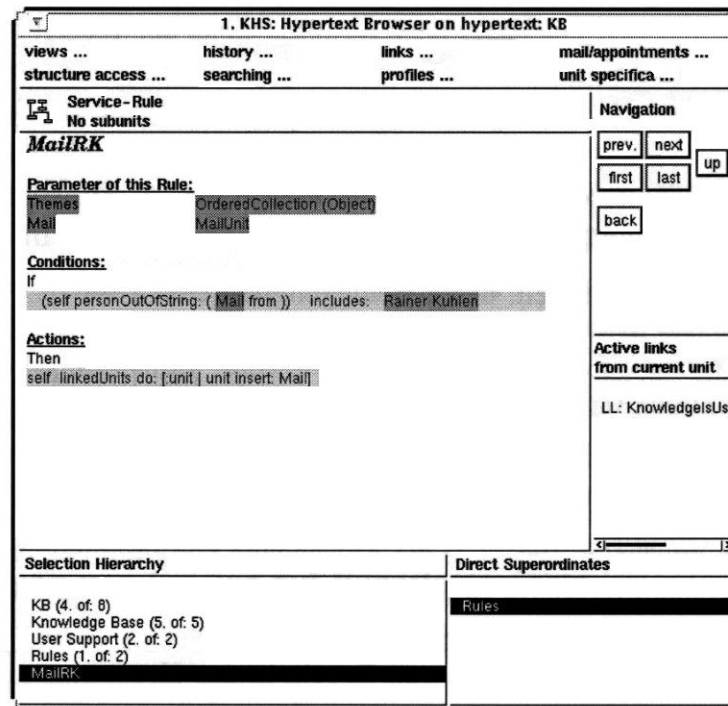 1. KHS: Hypertext Browser on hypertext: KB
views ... history ... links ... mail/appointments ...
structure access ... searching ... profiles ... unit specifica ...
Service-Rule
No subunits
Navigation
MailRK
prev. next up
first last
back
Parameter of this Rule:
Themes OrderedCollection (Object)
Mail MailUnit
Conditions:
If
(self personOutOfString: ( Mail from )) includes: Rainer Kuhlen
Actions:
Then
self linkedUnits do: [:unit | unit insert: Mail]
Active links
from current unit
LL: KnowledgeIsUs
Selection Hierarchy
KB (4. of: 8)
Knowledge Base (5. of: 5)
User Support (2. of: 2)
Rules (1. of: 2)
MailRK
Direct Superordinates
Rules